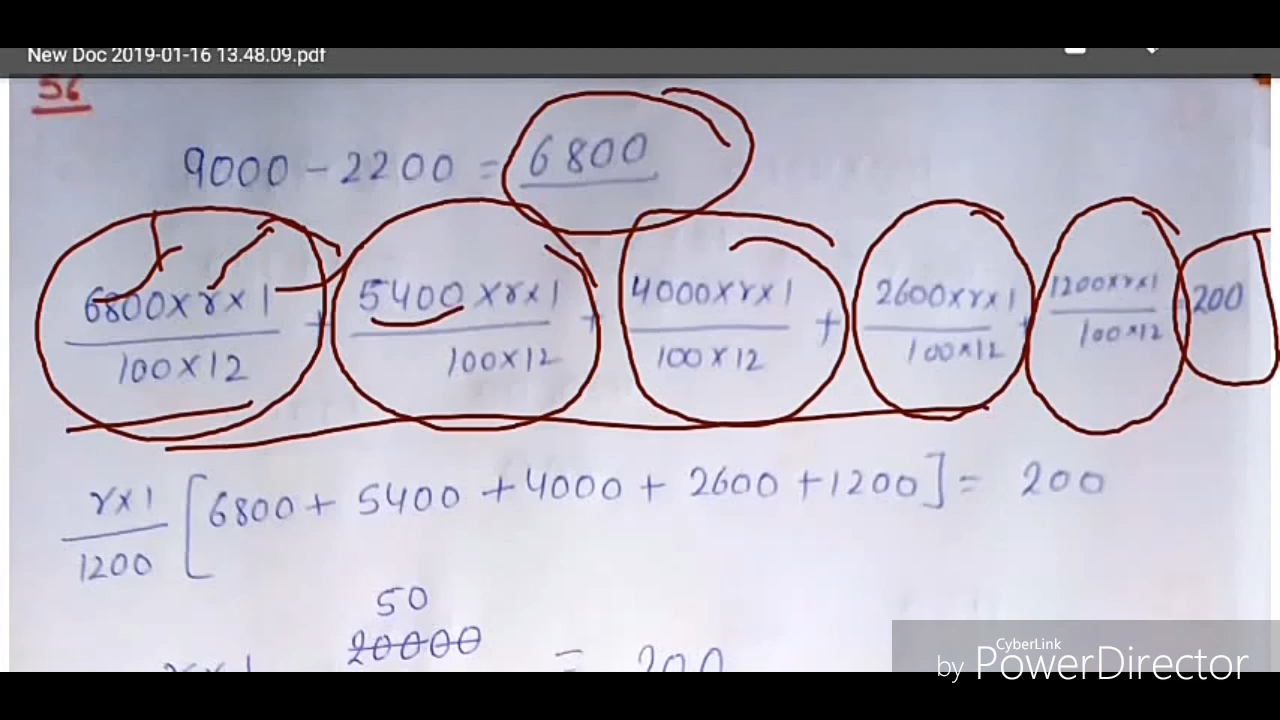 New Doc 2019-01-16 13.48.09.pdf
56
9000 - 2200 = 6800
6800×r×1/100×12 + 5400×r×1/100×12 + 4000×r×1/100×12 + 2600×r×1/100×12 + 1200×r×1/100×12 = 200
r×1/1200 [6800 + 5400 + 4000 + 2600 + 1200] = 200
50
20000 = 200
CyberLink
by PowerDirector